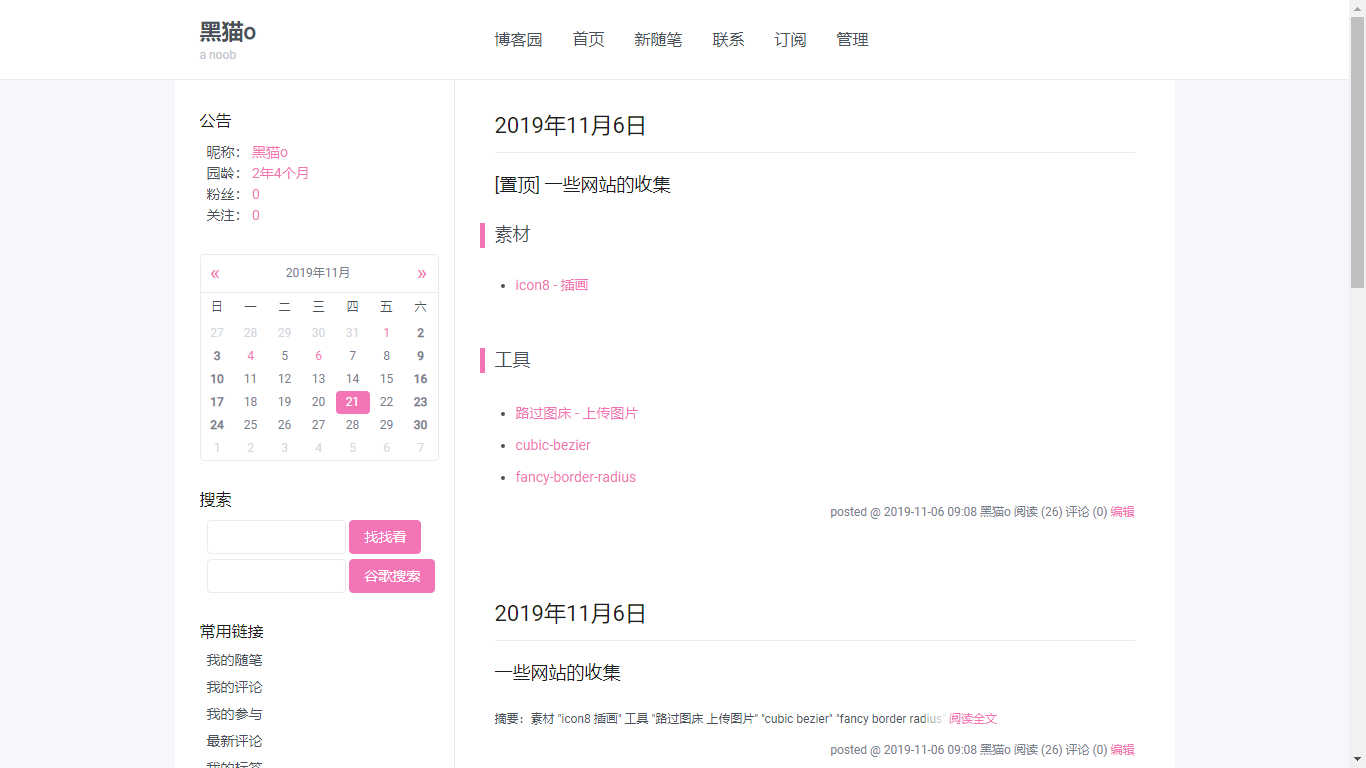 黑猫o
a noob
博客园 首页 新随笔 联系 订阅 管理
公告
昵称： 黑猫o
园龄： 2年4个月
粉丝： 0
关注： 0
« 2019年11月 »
日 一 二 三 四 五 六
27 28 29 30 31 1 2
3 4 5 6 7 8 9
10 11 12 13 14 15 16
17 18 19 20 21 22 23
24 25 26 27 28 29 30
1 2 3 4 5 6 7
搜索
找找看
谷歌搜索
常用链接
我的随笔
我的评论
我的参与
最新评论
我的标签
2019年11月6日
[置顶] 一些网站的收集
素材
icon8 - 插画
工具
路过图床 - 上传图片
cubic-bezier
fancy-border-radius
posted @ 2019-11-06 09:08 黑猫o 阅读 (26) 评论 (0) 编辑
2019年11月6日
一些网站的收集
摘要：素材 "icon8 插画" 工具 "路过图床 上传图片" "cubic bezier" "fancy border radius" 阅读全文
posted @ 2019-11-06 09:08 黑猫o 阅读 (26) 评论 (0) 编辑